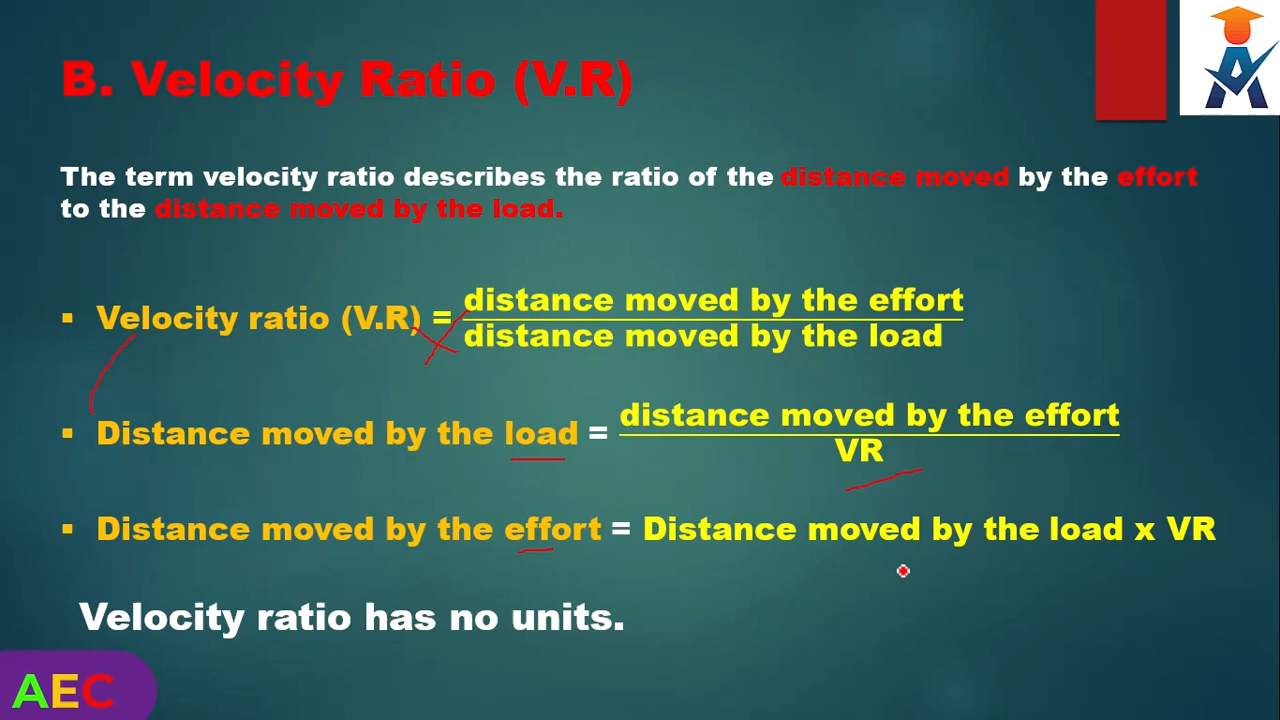 B. Velocity Ratio (V.R)
The term velocity ratio describes the ratio of the distance moved by the effort
to the distance moved by the load.
▪ Velocity ratio (V.R) = distance moved by the effort
distance moved by the load
▪ Distance moved by the load = distance moved by the effort
VR
▪ Distance moved by the effort = Distance moved by the load x VR
Velocity ratio has no units.
AEC